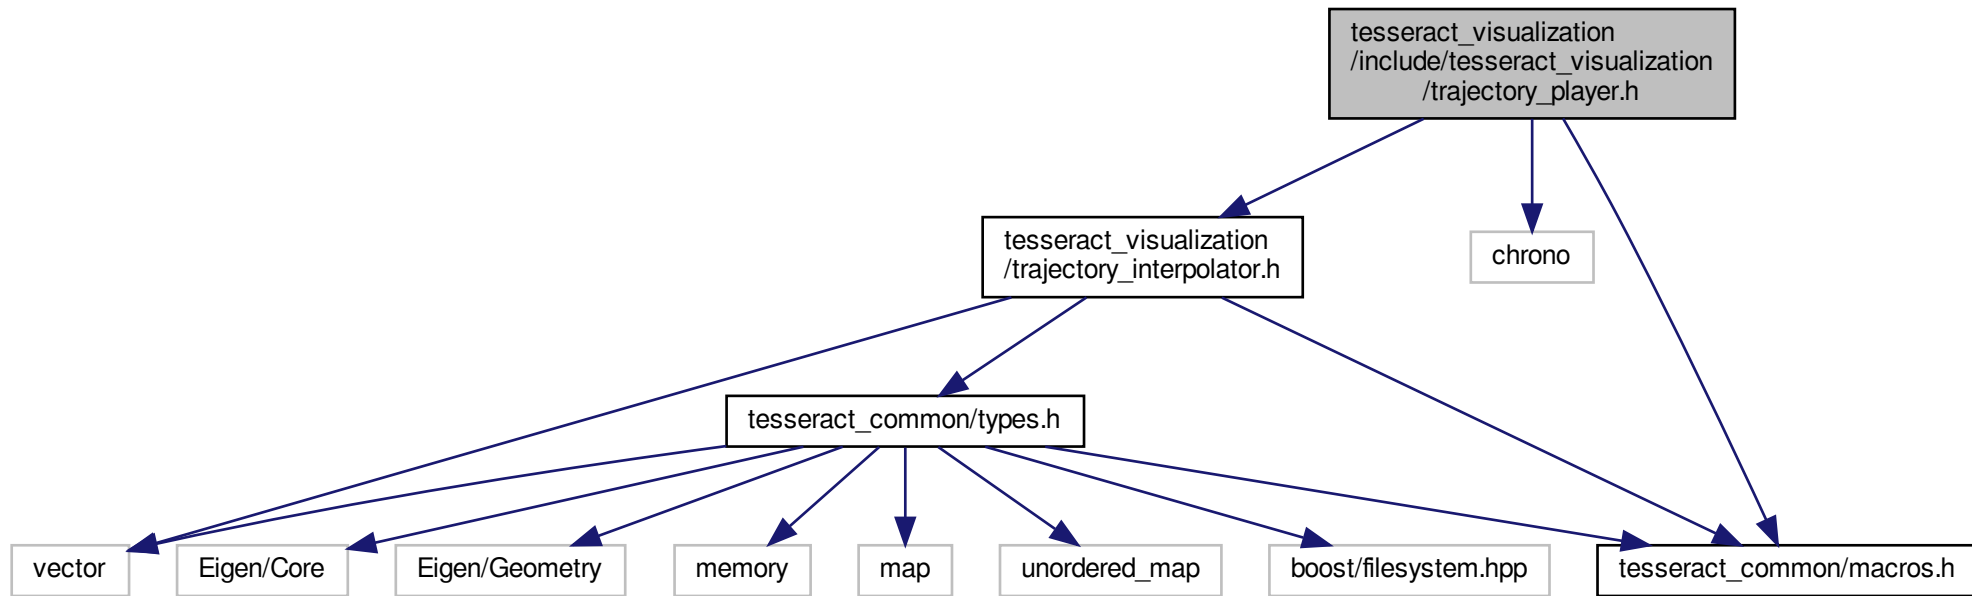 tesseract_visualization
/include/tesseract_visualization
/trajectory_player.h
tesseract_visualization
/trajectory_interpolator.h
chrono
tesseract_common/types.h
vector
Eigen/Core
Eigen/Geometry
memory
map
unordered_map
boost/filesystem.hpp
tesseract_common/macros.h